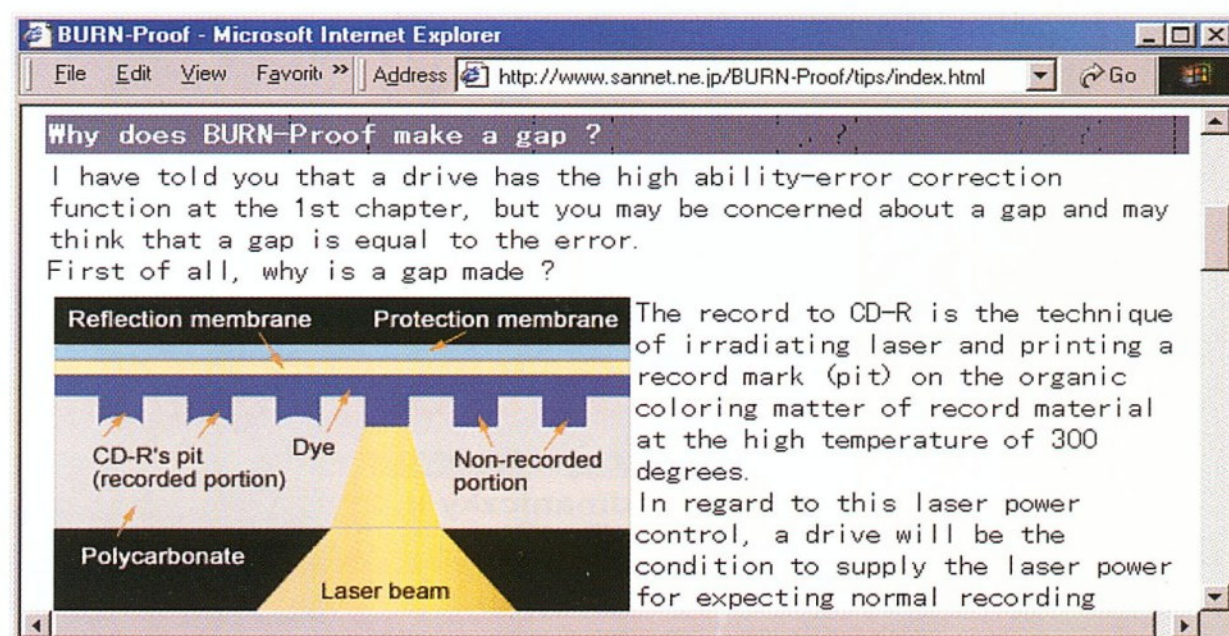 BURN-Proof - Microsoft Internet Explorer
File Edit View Favorit » Address http://www.sannet.ne.jp/BURN-Proof/tips/index.html Go
Why does BURN-Proof make a gap ?
I have told you that a drive has the high ability-error correction
function at the 1st chapter, but you may be concerned about a gap and may
think that a gap is equal to the error.
First of all, why is a gap made ?
Reflection membrane Protection membrane
CD-R's pit
(recorded portion)
Dye
Non-recorded
portion
Polycarbonate
Laser beam
The record to CD-R is the technique
of irradiating laser and printing a
record mark (pit) on the organic
coloring matter of record material
at the high temperature of 300
degrees.
In regard to this laser power
control, a drive will be the
condition to supply the laser power
for expecting normal recording